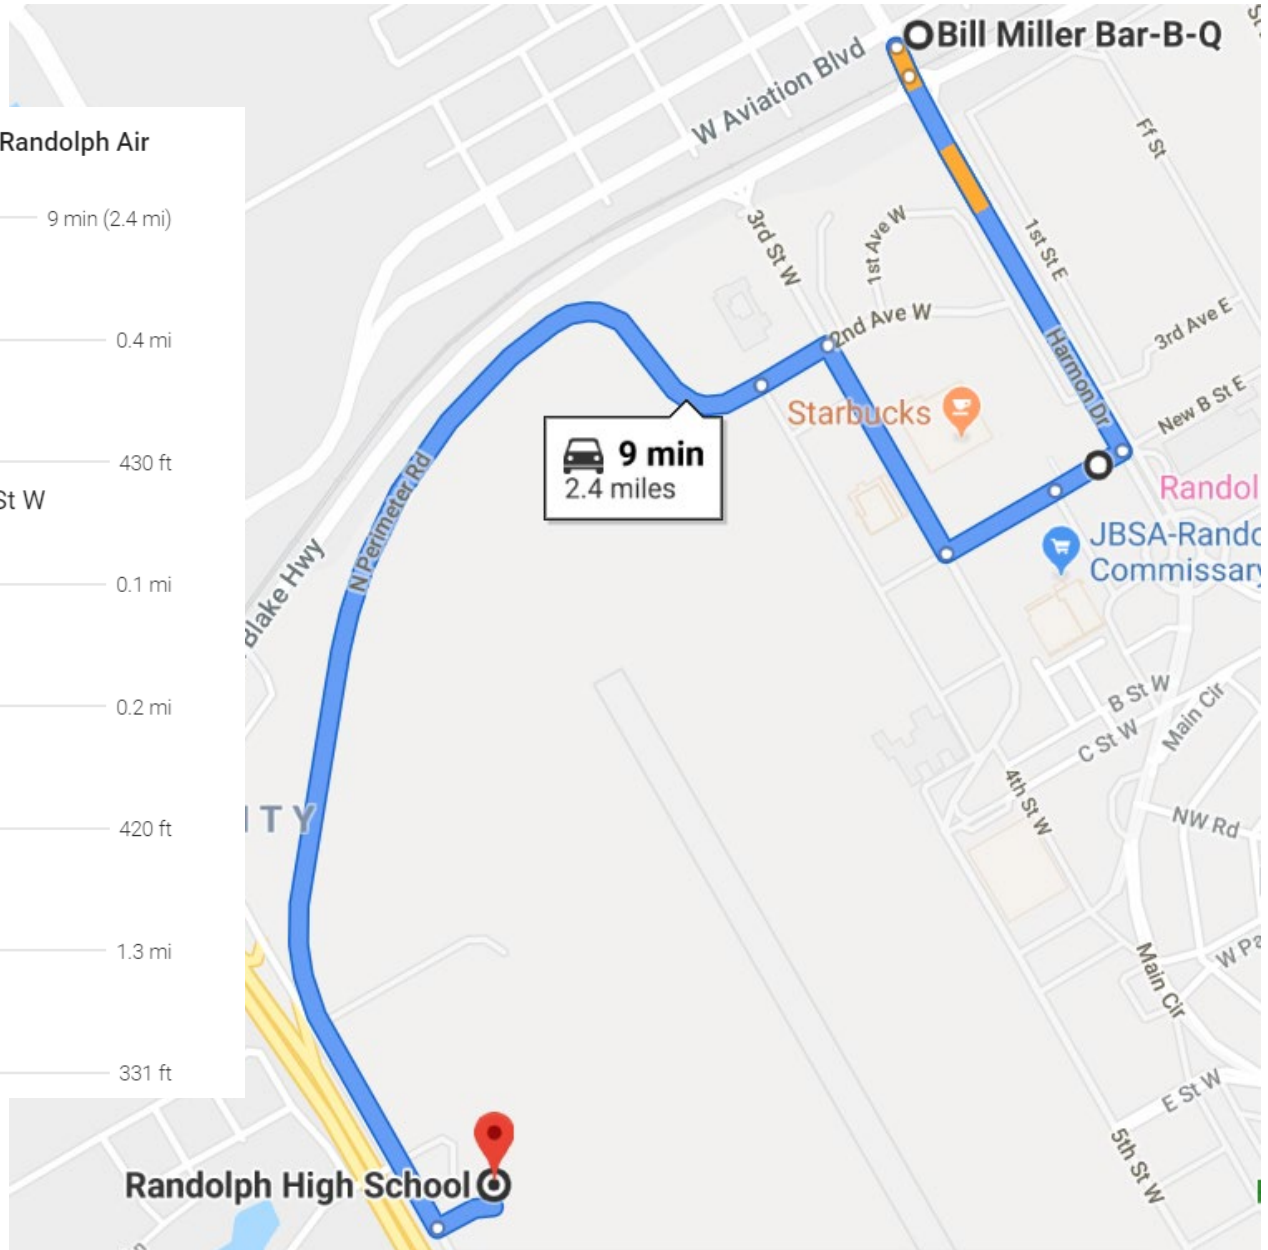 Bill Miller Bar-B-Q
W Aviation Blvd
Randolph Air
Ff St
9 min (2.4 mi)
3rd St W
1st Ave W
1st St E
2nd Ave W
3rd Ave E
0.4 mi
Harmon Dr
New B St E
Starbucks
9 min
2.4 miles
430 ft
St W
N Perimeter Rd
Randol
JBSA-Rando
Commissary
Blake Hwy
0.1 mi
B St W
Main Cir
C St W
0.2 mi
4th St W
ITY
NW Rd
420 ft
1.3 mi
Main Cir
W Pa
331 ft
E St W
5th St W
Randolph High School